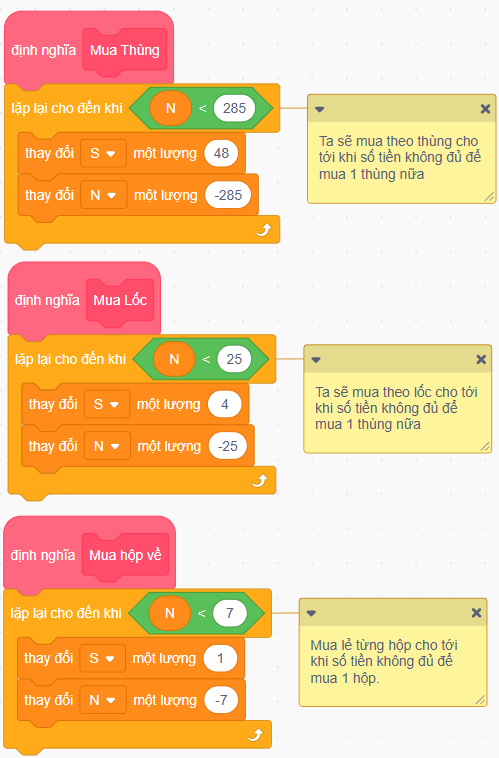 định nghĩa Mua Thùng
lặp lại cho đến khi N < 285
thay đổi S một lượng 48
thay đổi N một lượng -285
Ta sẽ mua theo thùng cho
tới khi số tiền không đủ để
mua 1 thùng nữa
định nghĩa Mua Lốc
lặp lại cho đến khi N < 25
thay đổi S một lượng 4
thay đổi N một lượng -25
Ta sẽ mua theo lốc cho tới
khi số tiền không đủ để
mua 1 thùng nữa
định nghĩa Mua hộp về
lặp lại cho đến khi N < 7
thay đổi S một lượng 1
thay đổi N một lượng -7
Mua lẻ từng hộp cho tới
khi số tiền không đủ để
mua 1 hộp.